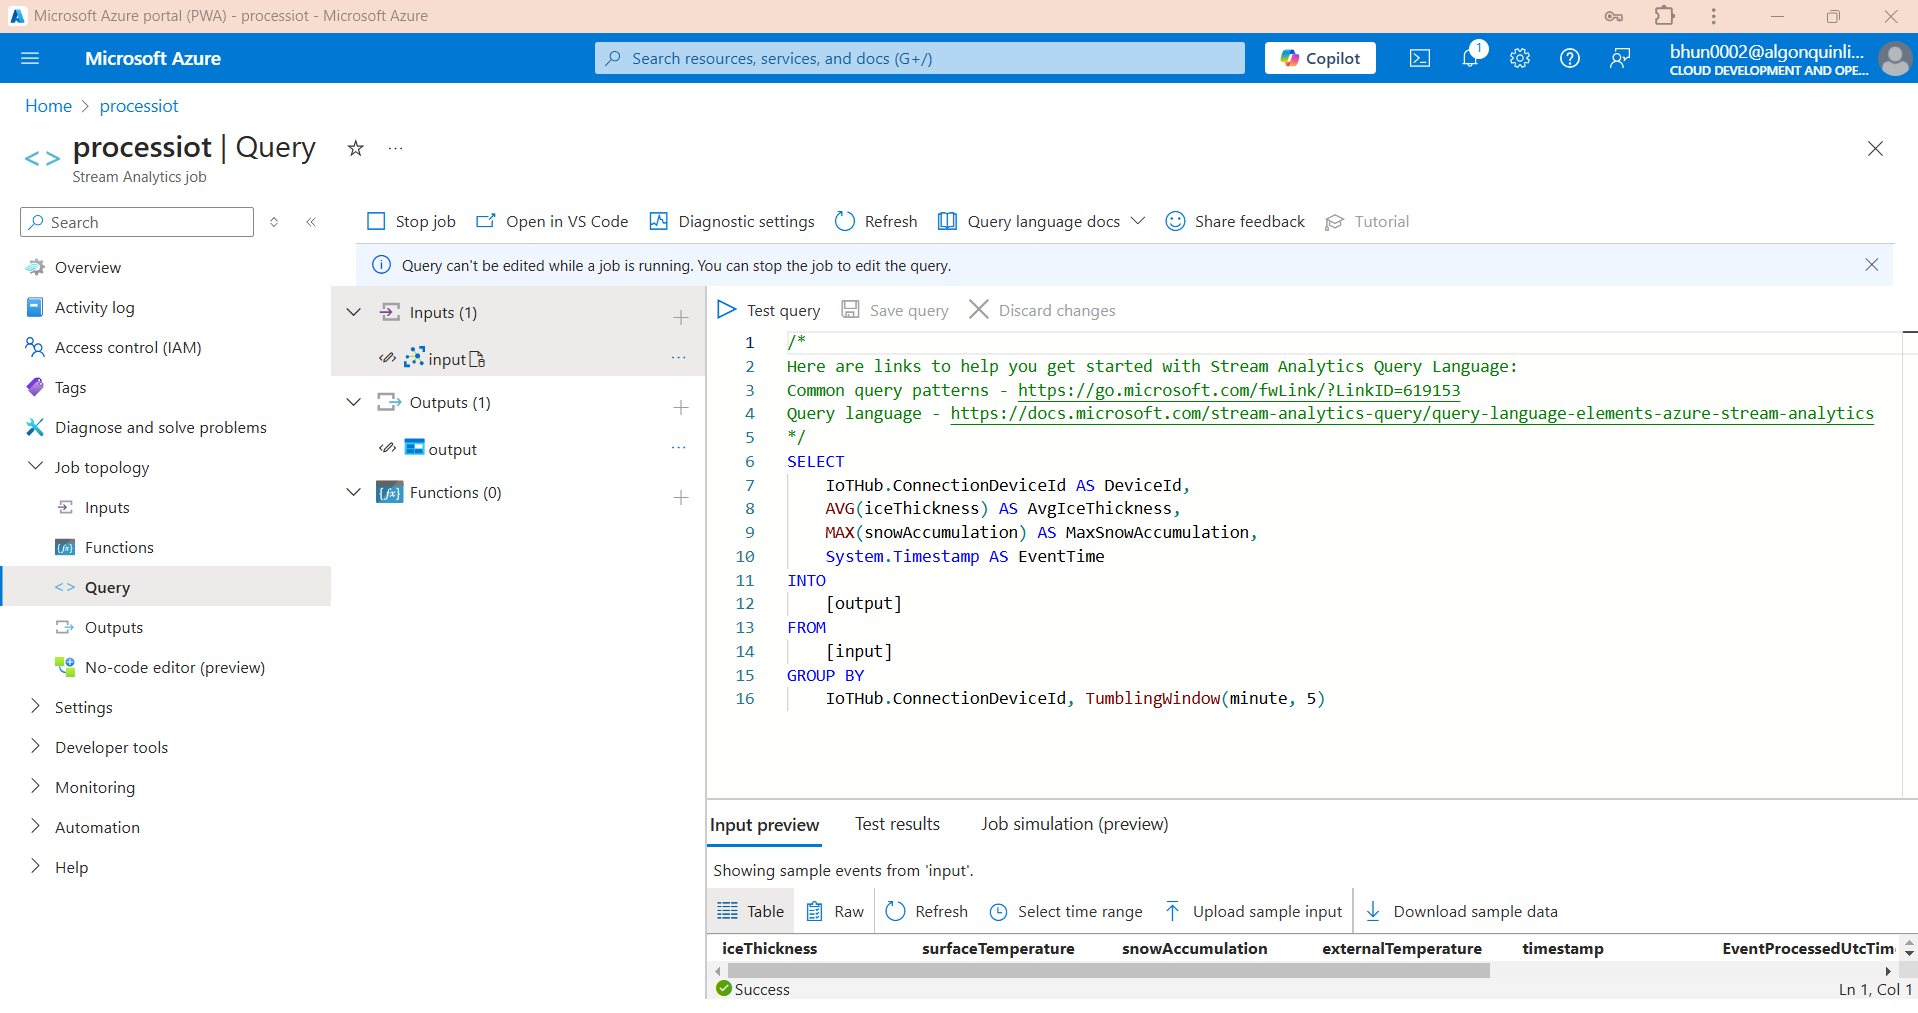 Microsoft Azure portal (PWA) - processiot - Microsoft Azure
Microsoft Azure
Search resources, services, and docs (G+/)
Copilot
1
bhun0002@algonquinli...
CLOUD DEVELOPMENT AND OPE...
Home > processiot
processiot | Query
Stream Analytics job
Search
Stop job
Open in VS Code
Diagnostic settings
Refresh
Query language docs
Share feedback
Tutorial
Query can't be edited while a job is running. You can stop the job to edit the query.
Overview
Activity log
Access control (IAM)
Tags
Diagnose and solve problems
Job topology
Inputs
Functions
Query
Outputs
No-code editor (preview)
Settings
Developer tools
Monitoring
Automation
Help
Inputs (1)
input
Outputs (1)
output
Functions (0)
Test query
Save query
Discard changes
1 /*
2 Here are links to help you get started with Stream Analytics Query Language:
3 Common query patterns - https://go.microsoft.com/fwLink/?LinkID=619153
4 Query language - https://docs.microsoft.com/stream-analytics-query/query-language-elements-azure-stream-analytics
5 */
6 SELECT
7 IoTHub.ConnectionDeviceId AS DeviceId,
8 AVG(iceThickness) AS AvgIceThickness,
9 MAX(snowAccumulation) AS MaxSnowAccumulation,
10 System.Timestamp AS EventTime
11 INTO
12 [output]
13 FROM
14 [input]
15 GROUP BY
16 IoTHub.ConnectionDeviceId, TumblingWindow(minute, 5)
Input preview
Test results
Job simulation (preview)
Showing sample events from 'input'.
Table
Raw
Refresh
Select time range
Upload sample input
Download sample data
iceThickness surfaceTemperature snowAccumulation externalTemperature timestamp EventProcessedUtcTim
Success
Ln 1, Col 1